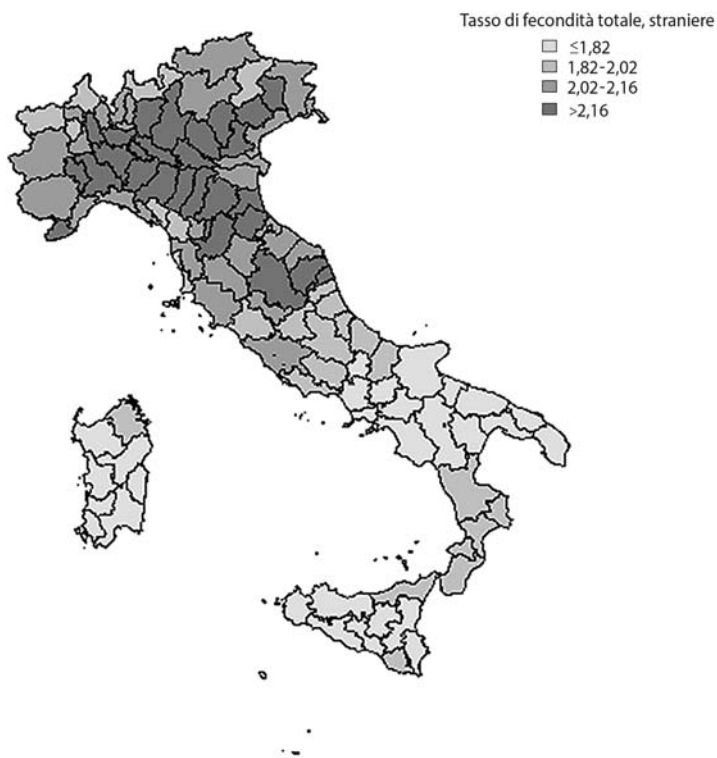 Tasso di fecondità totale, straniere
≤1,82
1,82-2,02
2,02-2,16
>2,16